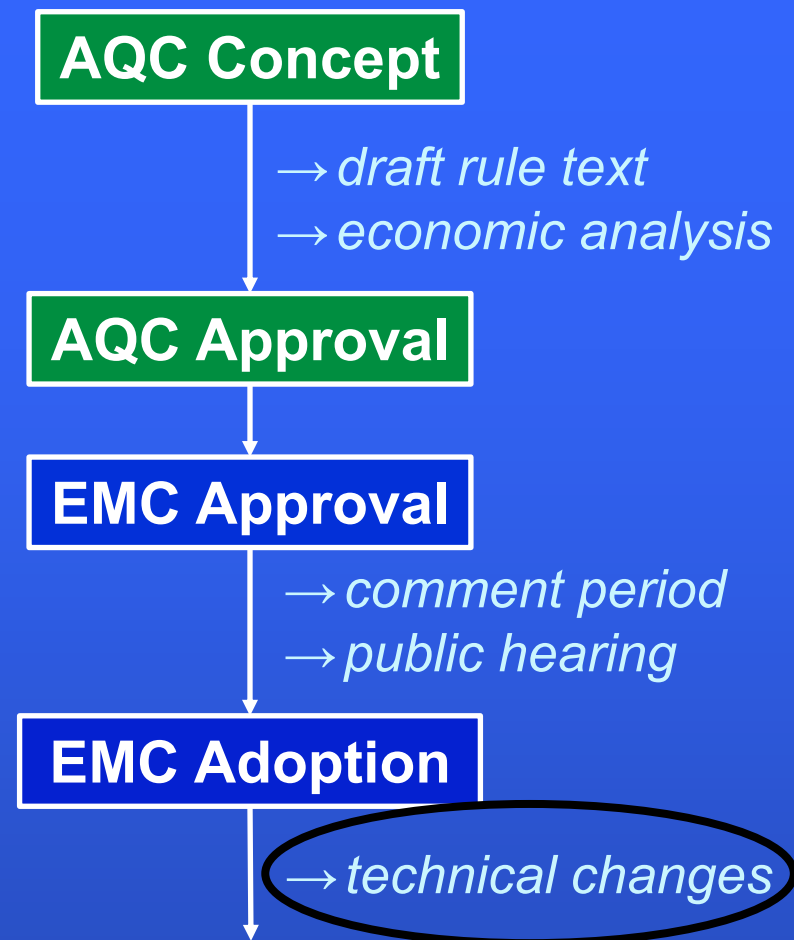 AQC Concept
→ draft rule text
→ economic analysis
AQC Approval
EMC Approval
→ comment period
→ public hearing
EMC Adoption
→ technical changes